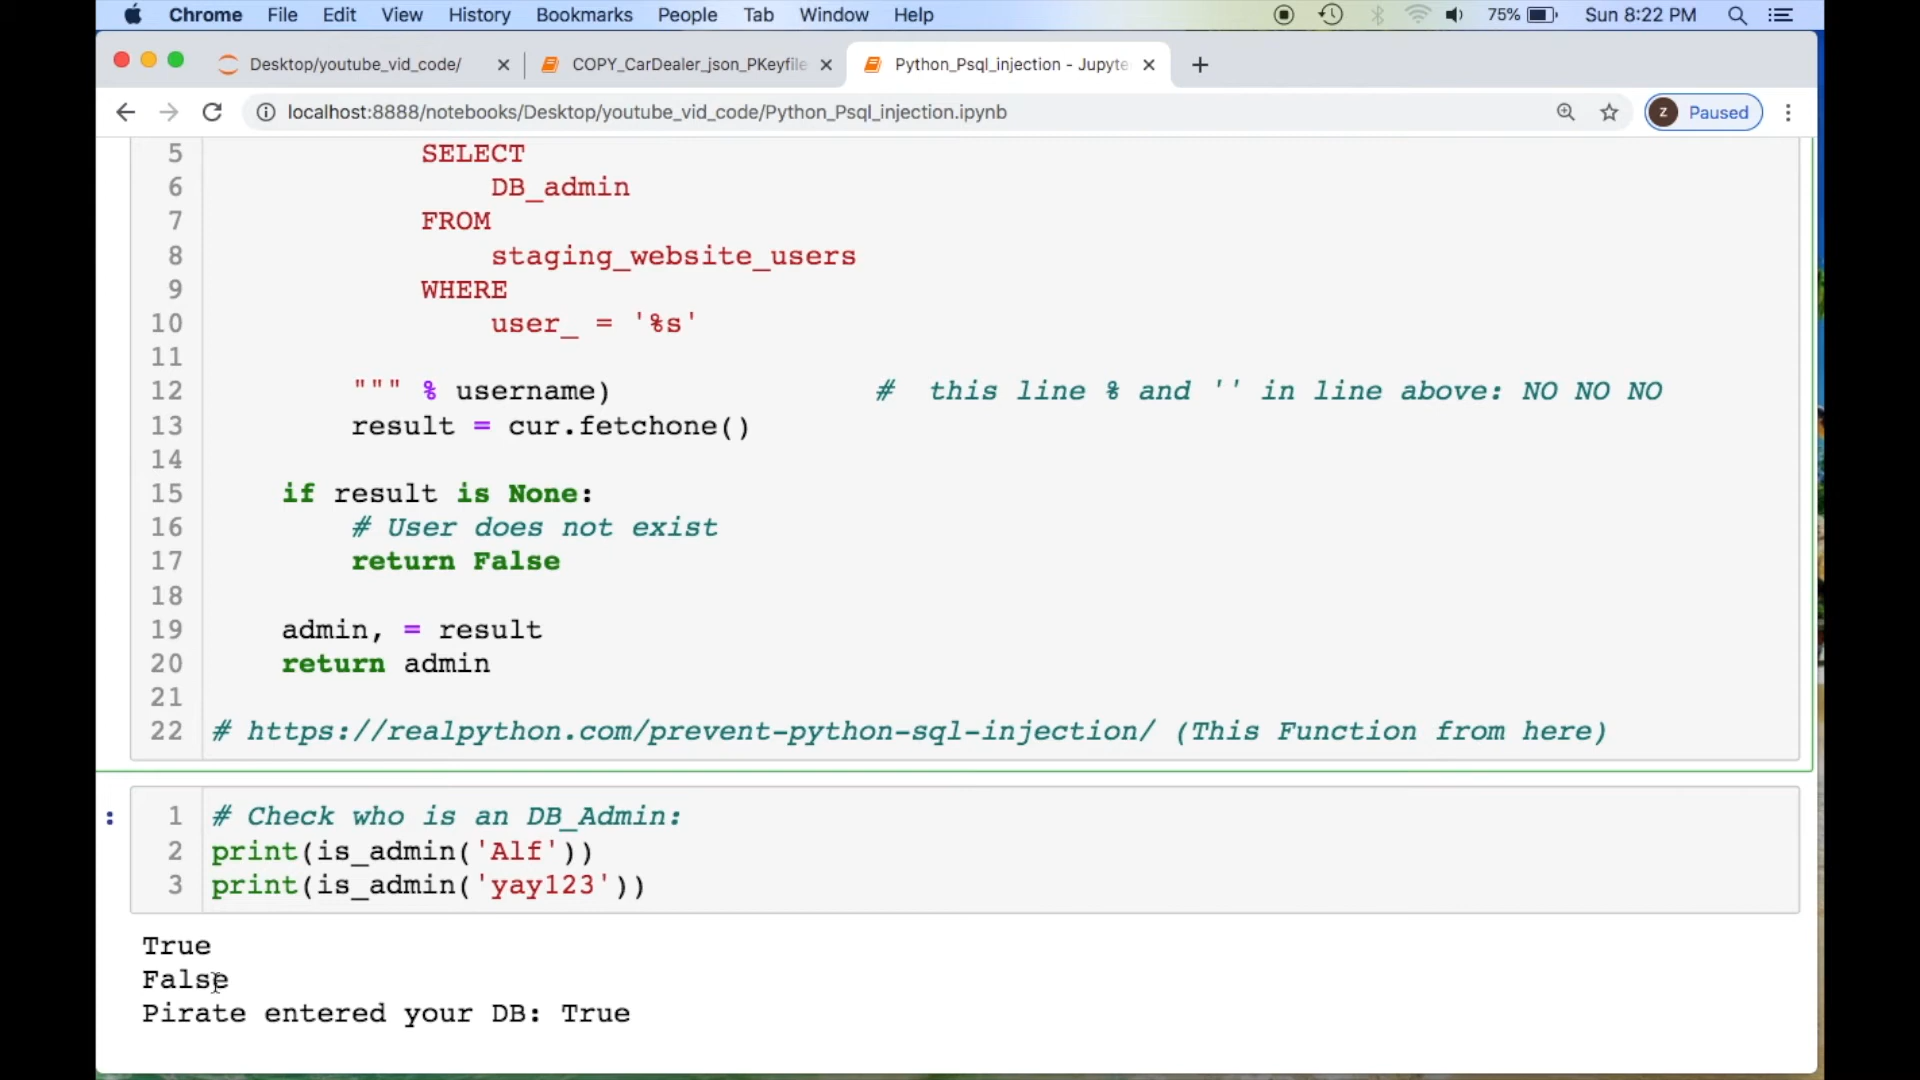 Chrome File Edit View History Bookmarks People Tab Window Help 75% Sun 8:22 PM
Desktop/youtube_vid_code/ COPY_CarDealer_json_PKeyfile Python_Psql_injection - Jupyte
localhost:8888/notebooks/Desktop/youtube_vid_code/Python_Psql_injection.ipynb z Paused
5 SELECT
6 DB_admin
7 FROM
8 staging_website_users
9 WHERE
10 user_ = '%s'
11
12 """ % username) # this line % and '' in line above: NO NO NO
13 result = cur.fetchone()
14
15 if result is None:
16 # User does not exist
17 return False
18
19 admin, = result
20 return admin
21
22 # https://realpython.com/prevent-python-sql-injection/ (This Function from here)
: 1 # Check who is an DB_Admin:
2 print(is_admin('Alf'))
3 print(is_admin('yay123'))
True
False
Pirate entered your DB: True